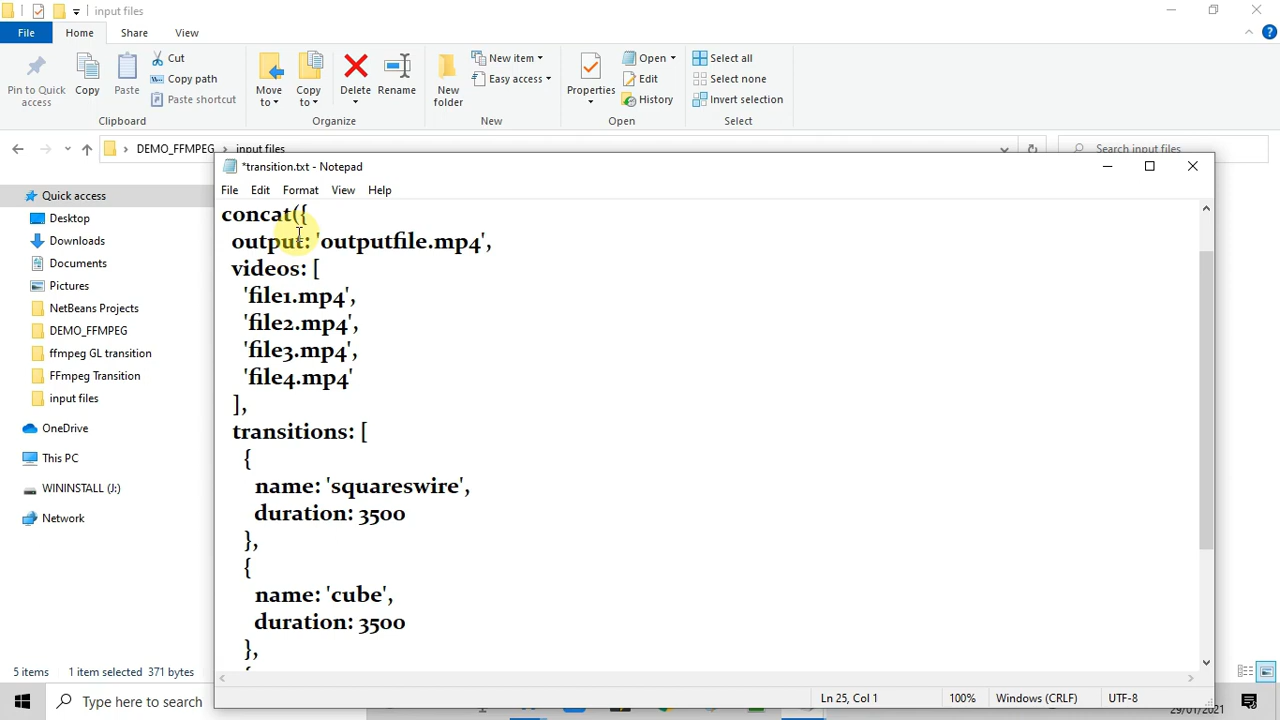 input files
File
Home
Share
View
Pin to Quick access
Copy
Paste
Cut
Copy path
Paste shortcut
Clipboard
Move to
Copy to
Delete
Rename
Organize
New folder
New item
Easy access
New
Properties
Open
Edit
History
Open
Select all
Select none
Invert selection
Select
DEMO_FFMPEG
input files
Search input files
Quick access
Desktop
Downloads
Documents
Pictures
NetBeans Projects
DEMO_FFMPEG
ffmpeg GL transition
FFmpeg Transition
input files
OneDrive
This PC
WININSTALL (J:)
Network
5 items
1 item selected 371 bytes
*transition.txt - Notepad
File
Edit
Format
View
Help
concat({
output: 'outputfile.mp4',
videos: [
'file1.mp4',
'file2.mp4',
'file3.mp4',
'file4.mp4'
],
transitions: [
{
name: 'squareswire',
duration: 3500
},
{
name: 'cube',
duration: 3500
},
Ln 25, Col 1
100%
Windows (CRLF)
UTF-8
Type here to search
29/01/2021